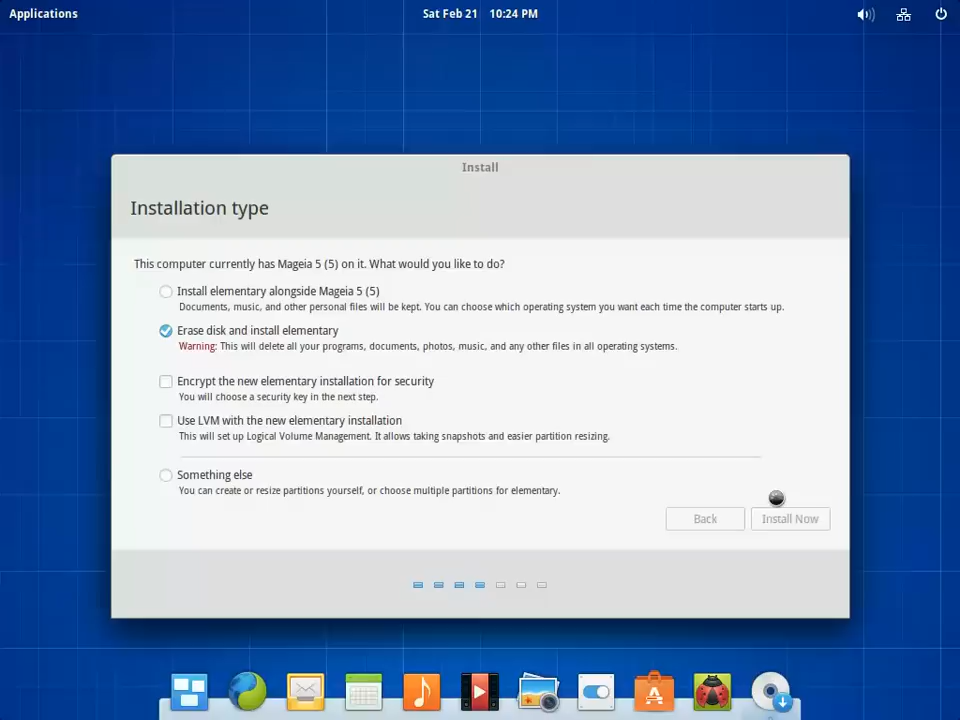 Applications
Sat Feb 21 10:24 PM
Install
Installation type
This computer currently has Mageia 5 (5) on it. What would you like to do?
Install elementary alongside Mageia 5 (5)
Documents, music, and other personal files will be kept. You can choose which operating system you want each time the computer starts up.
Erase disk and install elementary
Warning: This will delete all your programs, documents, photos, music, and any other files in all operating systems.
Encrypt the new elementary installation for security
You will choose a security key in the next step.
Use LVM with the new elementary installation
This will set up Logical Volume Management. It allows taking snapshots and easier partition resizing.
Something else
You can create or resize partitions yourself, or choose multiple partitions for elementary.
Back Install Now